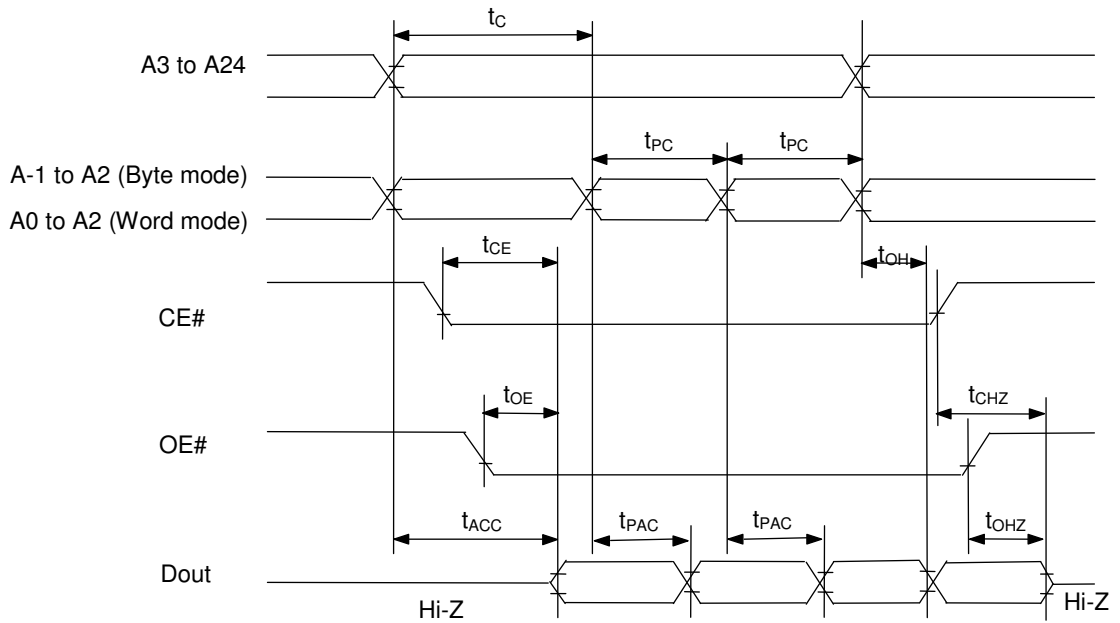 tC
A3 to A24
tPC tPC
A-1 to A2 (Byte mode)
A0 to A2 (Word mode)
tCE tOH
CE#
tOE tCHZ
OE#
tACC tPAC tPAC tOHZ
Dout
Hi-Z Hi-Z